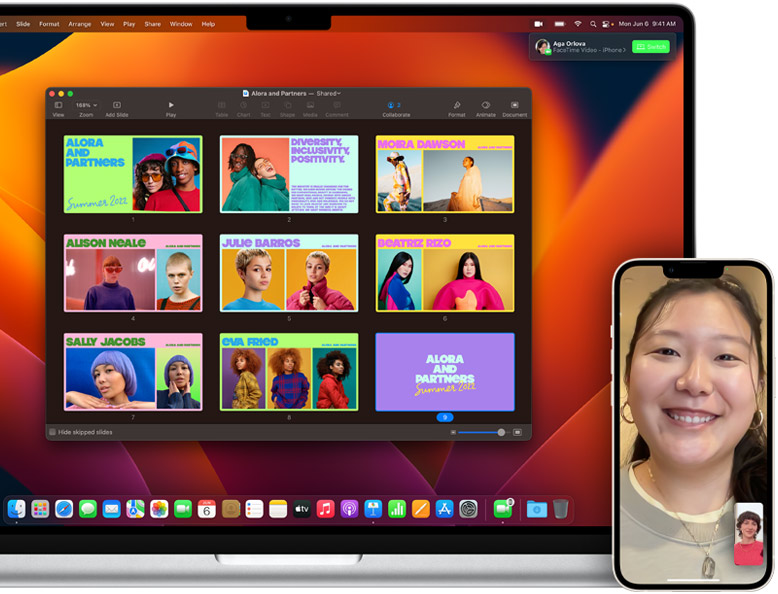 Slide Format Arrange View Play Share Window Help
Mon Jun 6 9:41 AM
Aga Orlova
FaceTime Video – iPhone >
Switch
Alora and Partners — Shared
168%
3
View Zoom Add Slide Play Table Chart Text Shape Media Comment Collaborate Format Animate Document
ALORA
AND
PARTNERS
Summer 2022
1
DIVERSITY,
INCLUSIVITY,
POSITIVITY.
2
MOIRA DAWSON
ALORA AND PARTNERS
3
ALISON NEALE
ALORA AND PARTNERS
4
JULIE BARROS
ALORA AND PARTNERS
5
BEATRIZ RIZO
ALORA AND PARTNERS
6
SALLY JACOBS
ALORA AND PARTNERS
7
EVA FRIED
ALORA AND PARTNERS
8
ALORA
AND
PARTNERS
Summer 2022
9
Hide skipped slides
JUN
6
tv